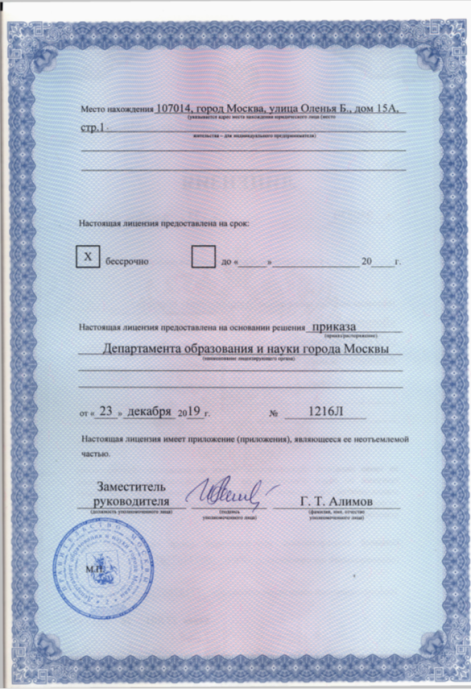 Место нахождения 107014, город Москва, улица Оленья Б., дом 15А,
(указывается адрес места нахождения юридического лица (место
стр.1 .
жительства – для индивидуального предпринимателя)
Настоящая лицензия предоставлена на срок:
X бессрочно до « » 20 г.
Настоящая лицензия предоставлена на основании решения приказа
(приказ/распоряжение)
Департамента образования и науки города Москвы
(наименование лицензирующего органа)
от « 23 » декабря 2019 г. № 1216Л
Настоящая лицензия имеет приложение (приложения), являющееся ее неотъемлемой
частью.
Заместитель
руководителя Г. Т. Алимов
(должность уполномоченного лица) (подпись уполномоченного лица) (фамилия, имя, отчество уполномоченного лица)
М.П.